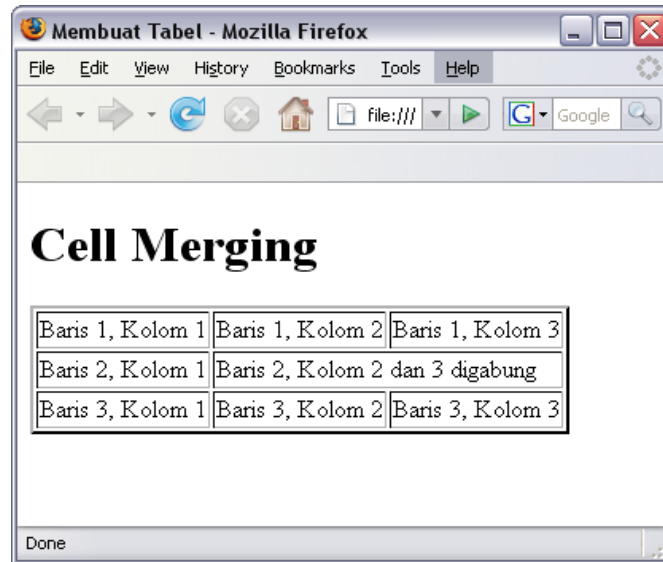 Membuat Tabel - Mozilla Firefox
File Edit View History Bookmarks Tools Help
file:/// G Google
Cell Merging
Baris 1, Kolom 1 Baris 1, Kolom 2 Baris 1, Kolom 3
Baris 2, Kolom 1 Baris 2, Kolom 2 dan 3 digabung
Baris 3, Kolom 1 Baris 3, Kolom 2 Baris 3, Kolom 3
Done